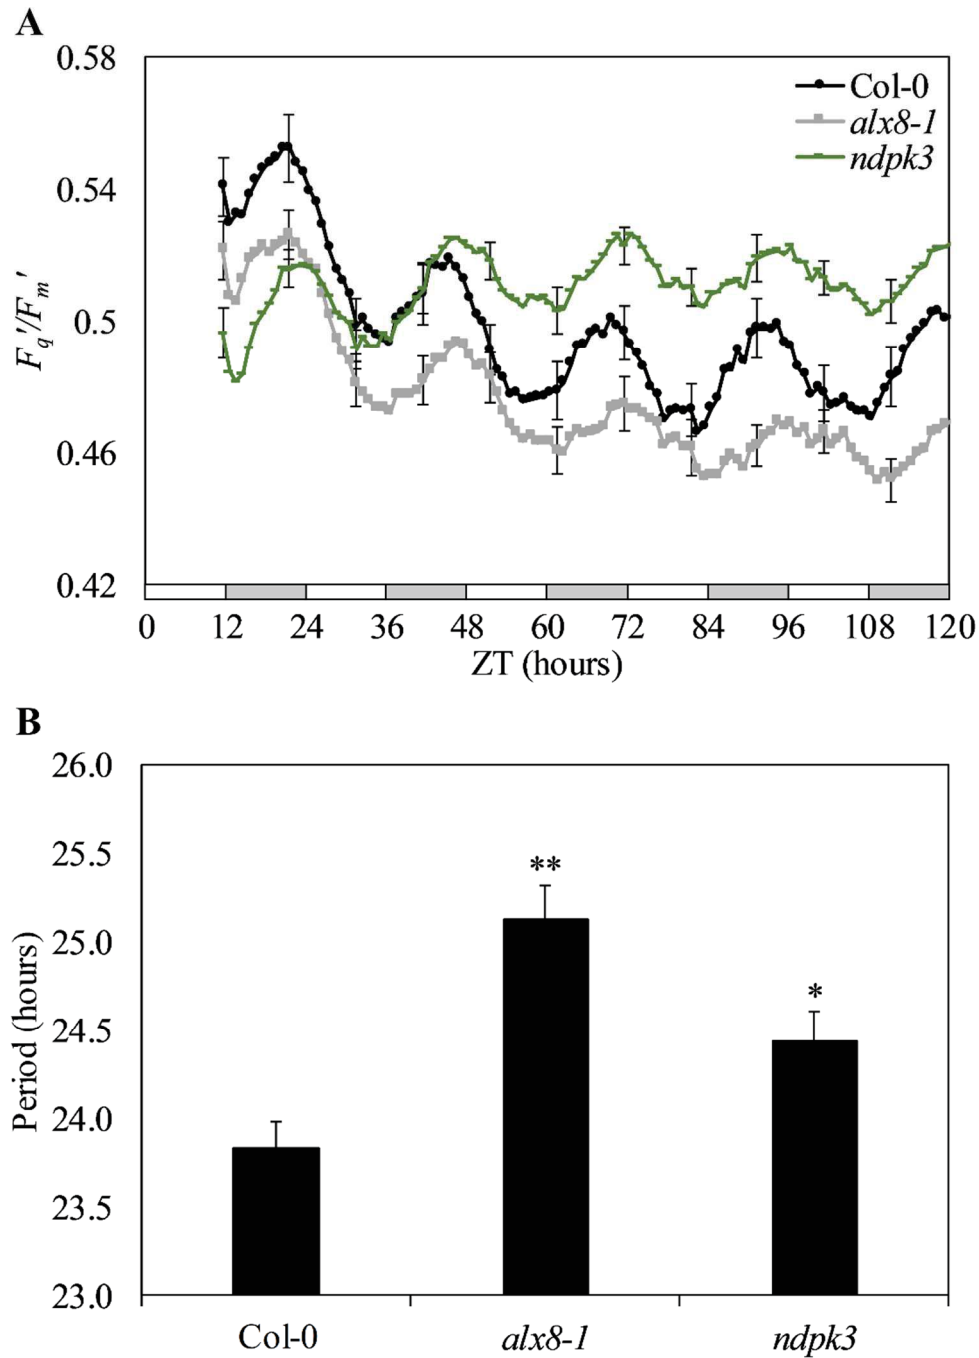 A
0.58
0.54
0.5
0.46
0.42
Fq'/Fm'
Col-0
alx8-1
ndpk3
0 12 24 36 48 60 72 84 96 108 120
ZT (hours)
B
26.0
25.5
25.0
24.5
24.0
23.5
23.0
Period (hours)
**
*
Col-0 alx8-1 ndpk3